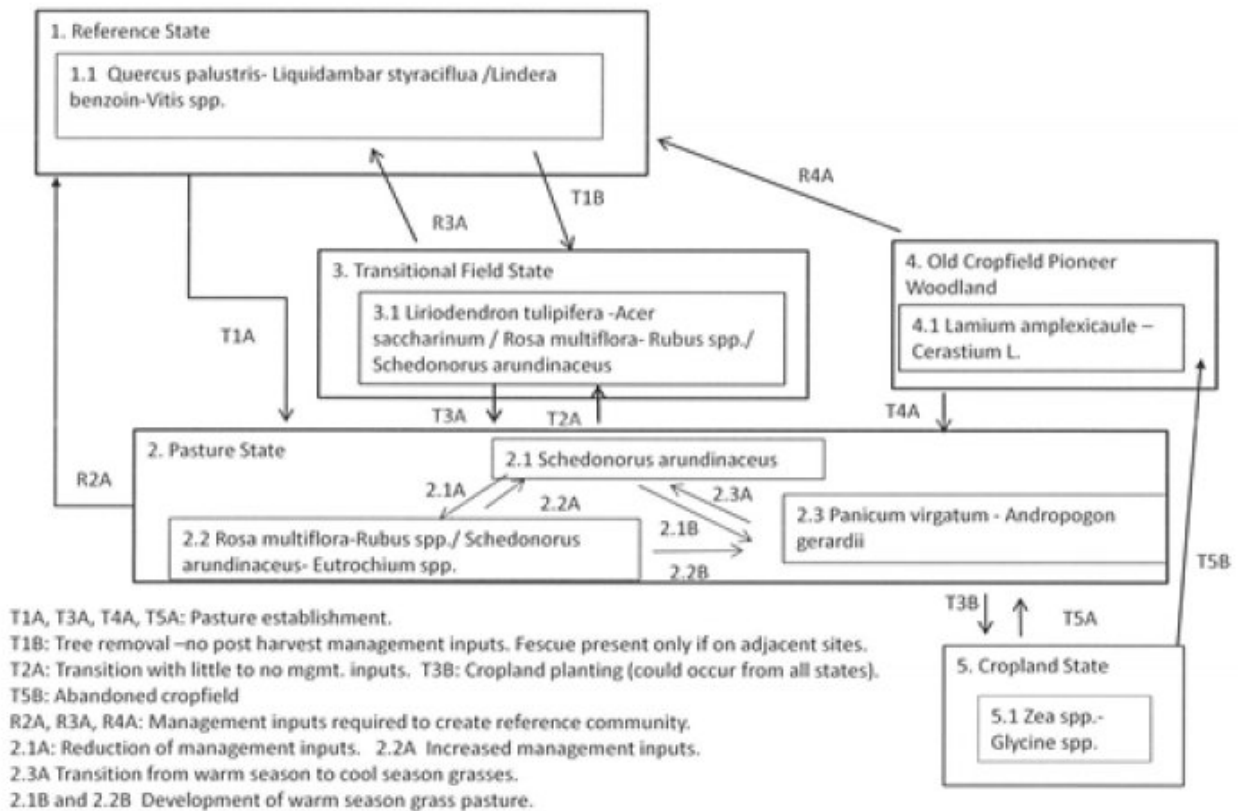 1. Reference State
1.1 Quercus palustris- Liquidambar styraciflua /Lindera
benzoin-Vitis spp.
T1A
R3A
T1B
R4A
3. Transitional Field State
3.1 Liriodendron tulipifera -Acer
saccharinum / Rosa multiflora- Rubus spp./
Schedonorus arundinaceus
4. Old Cropfield Pioneer
Woodland
4.1 Lamium amplexicaule –
Cerastium L.
T3A
T2A
T4A
R2A
2. Pasture State
2.1 Schedonorus arundinaceus
2.1A
2.2A
2.3A
2.1B
2.2B
2.2 Rosa multiflora-Rubus spp./ Schedonorus
arundinaceus- Eutrochium spp.
2.3 Panicum virgatum - Andropogon
gerardii
T5B
T3B
T5A
5. Cropland State
5.1 Zea spp.-
Glycine spp.
T1A, T3A, T4A, T5A: Pasture establishment.
T1B: Tree removal –no post harvest management inputs. Fescue present only if on adjacent sites.
T2A: Transition with little to no mgmt. inputs. T3B: Cropland planting (could occur from all states).
T5B: Abandoned cropfield
R2A, R3A, R4A: Management inputs required to create reference community.
2.1A: Reduction of management inputs. 2.2A Increased management inputs.
2.3A Transition from warm season to cool season grasses.
2.1B and 2.2B Development of warm season grass pasture.